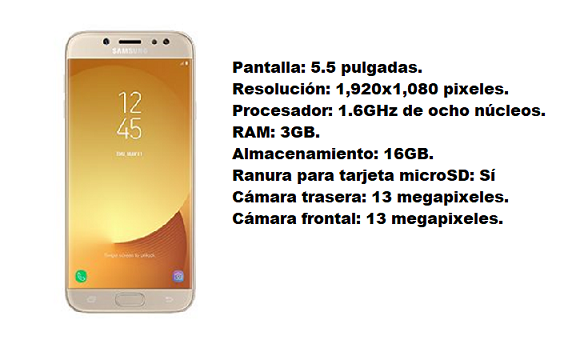 SAMSUNG
12
45
Pantalla: 5.5 pulgadas.
Resolución: 1,920x1,080 pixeles.
Procesador: 1.6GHz de ocho núcleos.
RAM: 3GB.
Almacenamiento: 16GB.
Ranura para tarjeta microSD: Sí
Cámara trasera: 13 megapixeles.
Cámara frontal: 13 megapixeles.